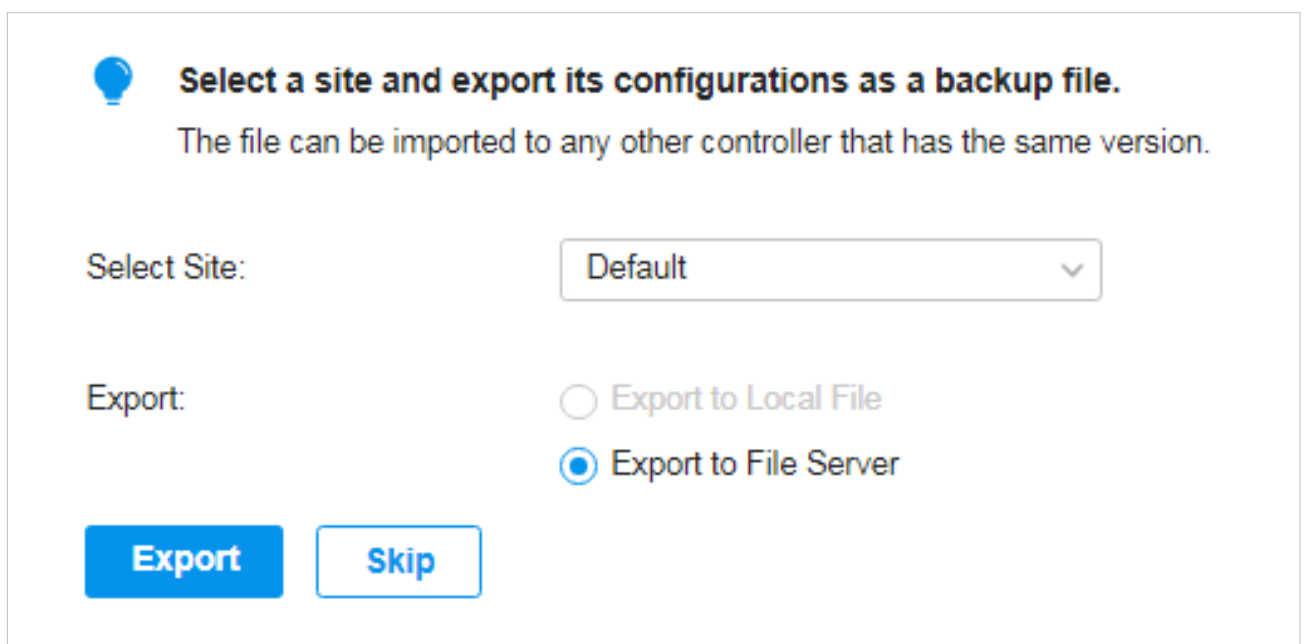 Select a site and export its configurations as a backup file.
The file can be imported to any other controller that has the same version.
Select Site:
Default
Export:
Export to Local File
Export to File Server
Export
Skip